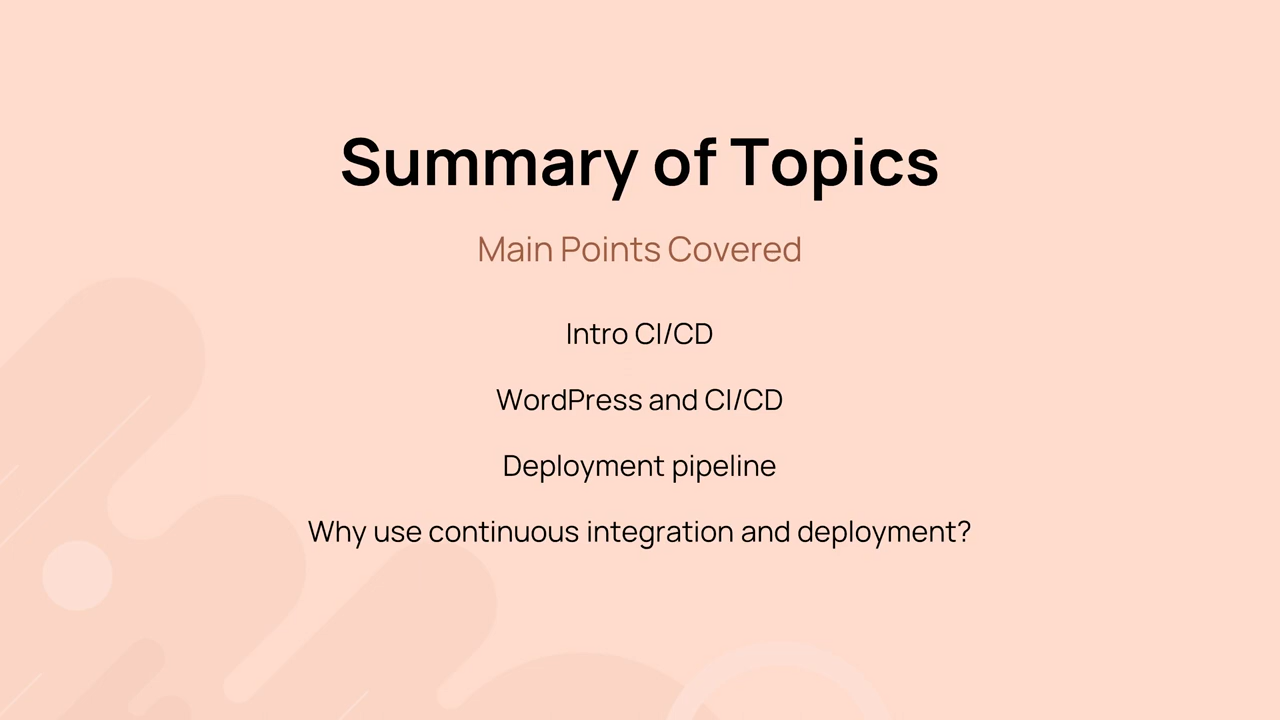 Summary of Topics
Main Points Covered
Intro CI/CD
WordPress and CI/CD
Deployment pipeline
Why use continuous integration and deployment?